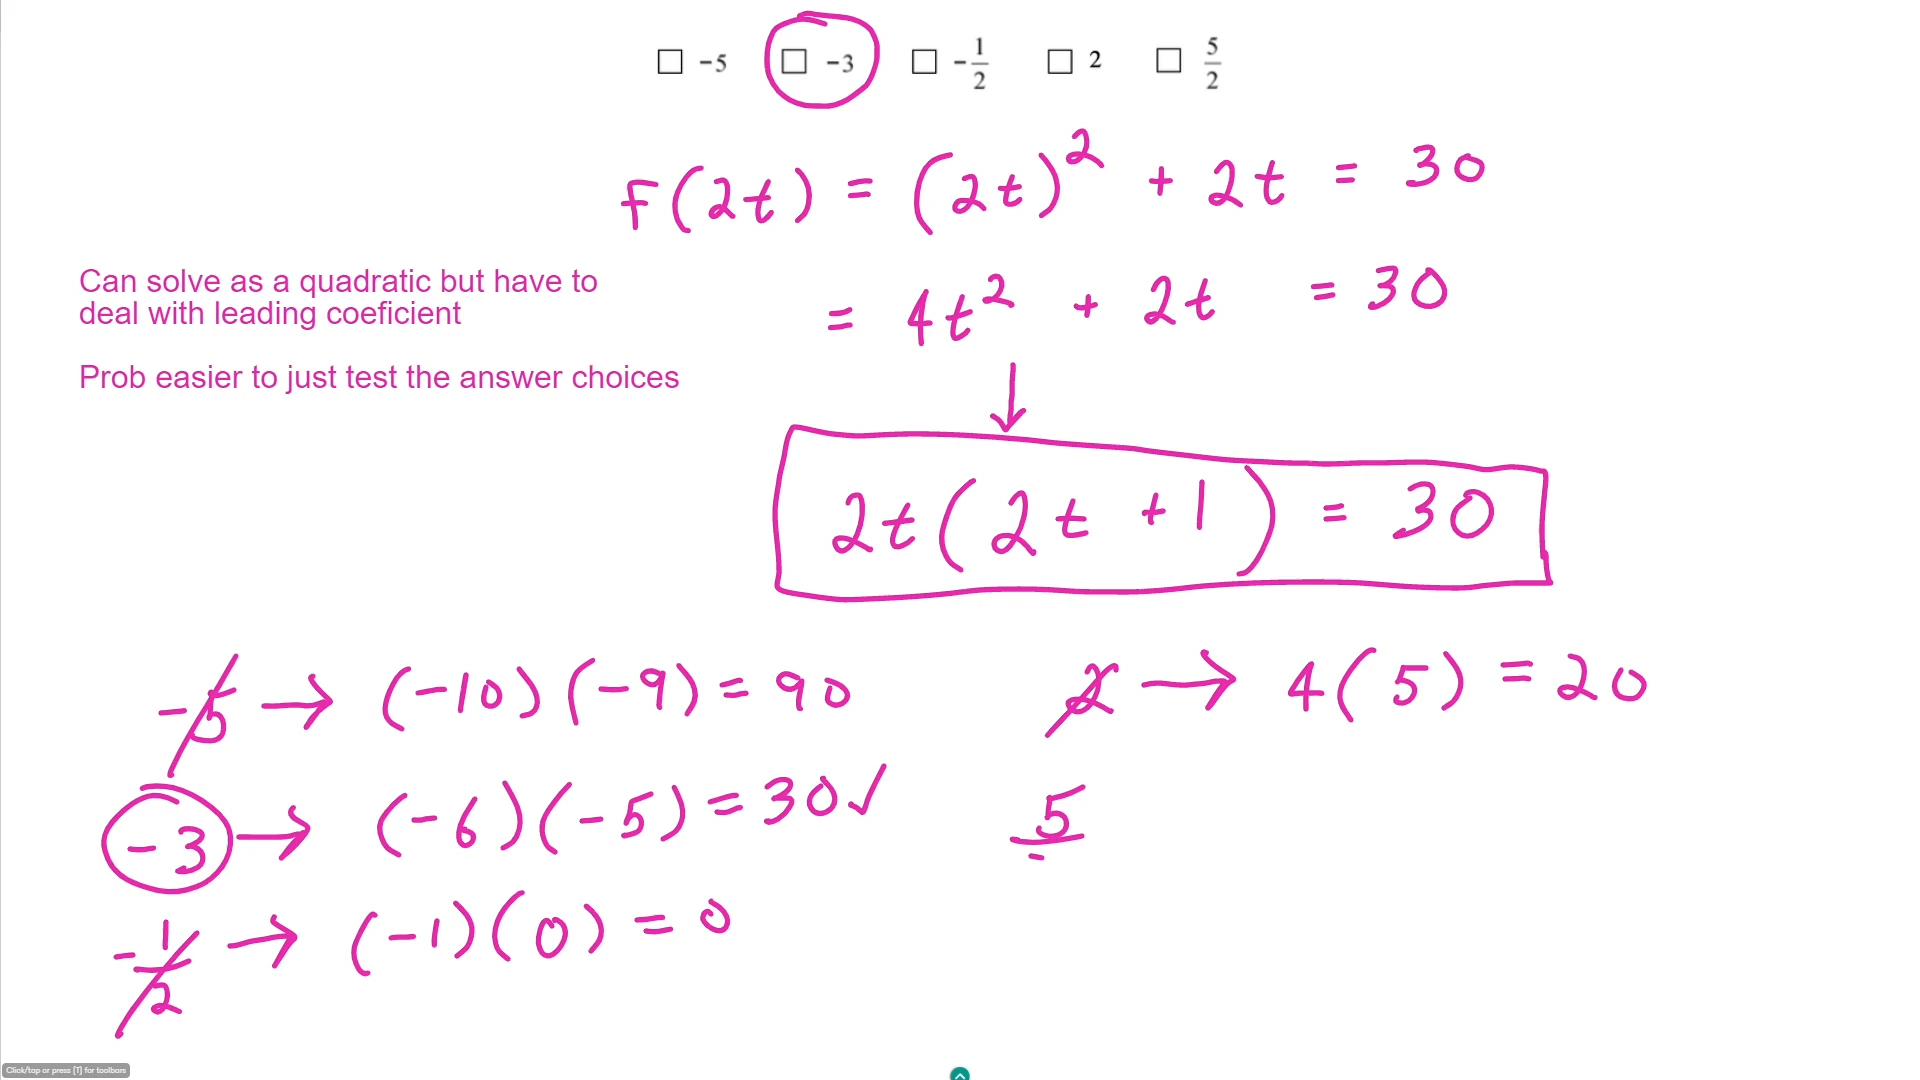 -5 -3 -1/2 2 5/2
F(2t) = (2t)² + 2t = 30
= 4t² + 2t = 30
Can solve as a quadratic but have to
deal with leading coeficient
Prob easier to just test the answer choices
2t(2t + 1) = 30
-5 → (-10)(-9) = 90
-3 → (-6)(-5) = 30 ✓
-1/2 → (-1)(0) = 0
2 → 4(5) = 20
5
Click/tap or press [T] for toolbars